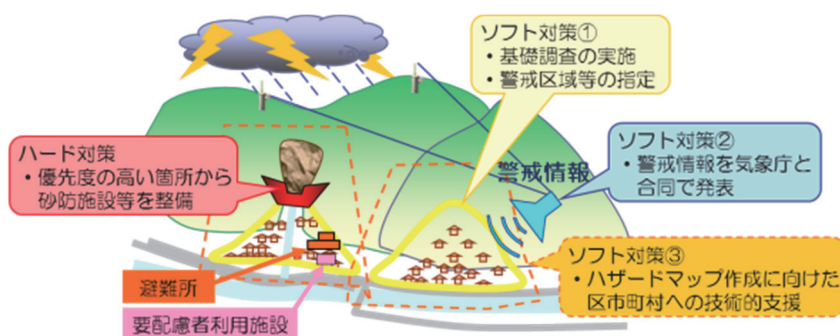 ソフト対策①
・基礎調査の実施
・警戒区域等の指定
ハード対策
・優先度の高い箇所から
砂防施設等を整備
警戒情報
ソフト対策②
・警戒情報を気象庁と
合同で発表
ソフト対策③
・ハザードマップ作成に向けた
区市町村への技術的支援
避難所
要配慮者利用施設